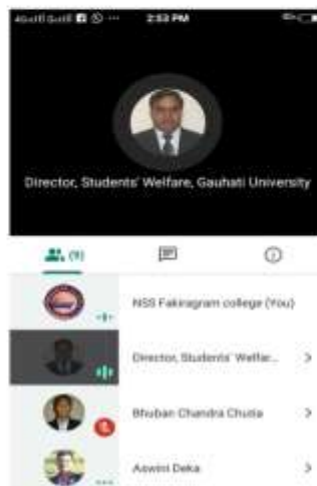 2:53 PM
Director, Students' Welfare, Gauhati University
(9)
NSS Fakiragram college (You)
Director, Students' Welfar...
Bhuban Chandra Chutia
Aswini Deka